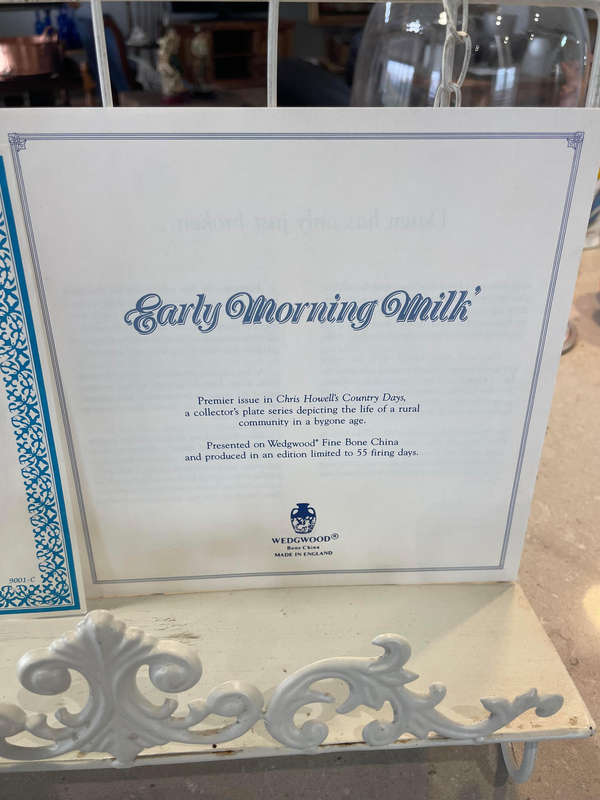 Early Morning Milk'
Premier issue in Chris Howell's Country Days,
a collector's plate series depicting the life of a rural
community in a bygone age.
Presented on Wedgwood® Fine Bone China
and produced in an edition limited to 55 firing days.
WEDGWOOD®
Bone China
MADE IN ENGLAND
9001-C